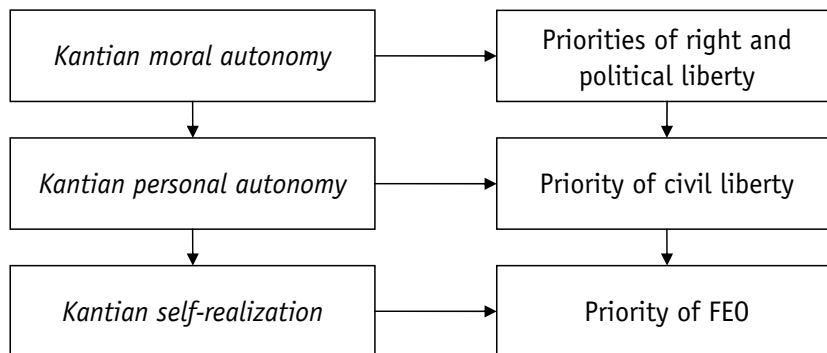 Kantian moral autonomy
Priorities of right and
political liberty
Kantian personal autonomy
Priority of civil liberty
Kantian self-realization
Priority of FEO